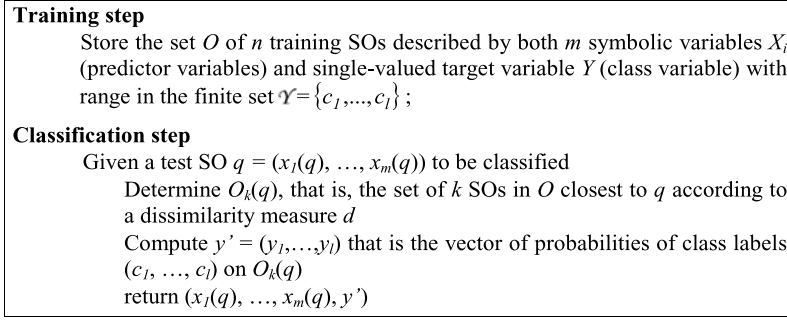 Training step
Store the set O of n training SOs described by both m symbolic variables Xi
(predictor variables) and single-valued target variable Y (class variable) with
range in the finite set ϒ={c1,...,cl} ;
Classification step
Given a test SO q = (x1(q), …, xm(q)) to be classified
Determine Ok(q), that is, the set of k SOs in O closest to q according to
a dissimilarity measure d
Compute y’ = (y1,…,yl) that is the vector of probabilities of class labels
(c1, …, cl) on Ok(q)
return (x1(q), …, xm(q), y’)